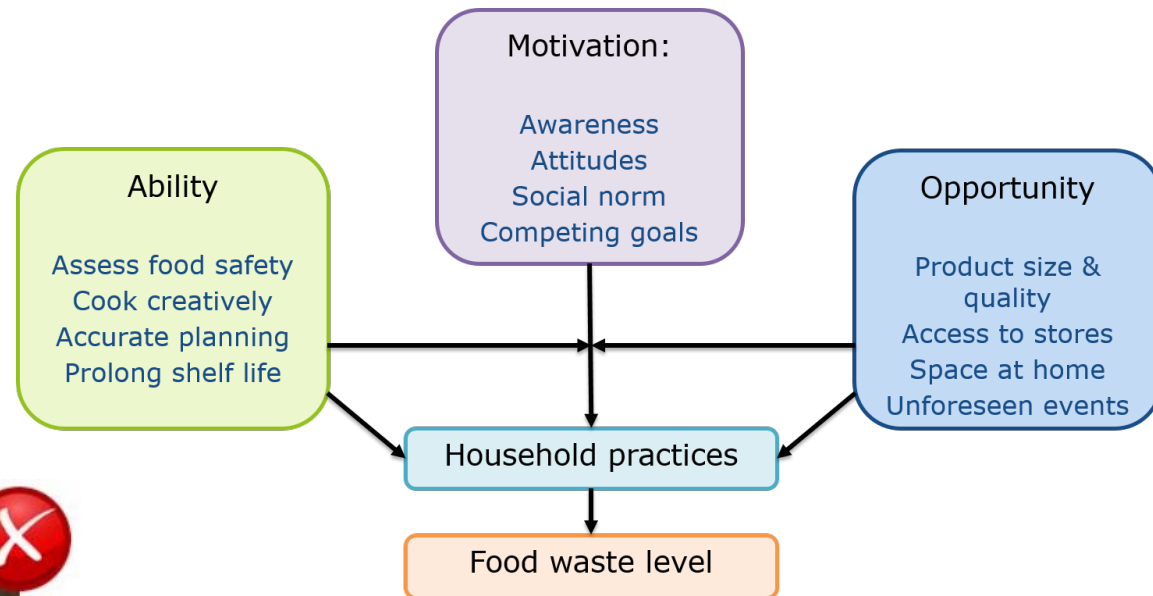 Motivation:
Awareness
Attitudes
Social norm
Competing goals
Ability
Assess food safety
Cook creatively
Accurate planning
Prolong shelf life
Opportunity
Product size &
quality
Access to stores
Space at home
Unforeseen events
Household practices
Food waste level